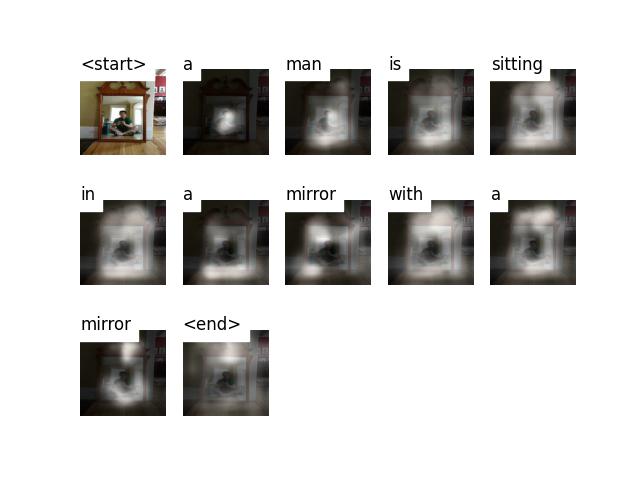 <start> a man is sitting
in a mirror with a
mirror <end>